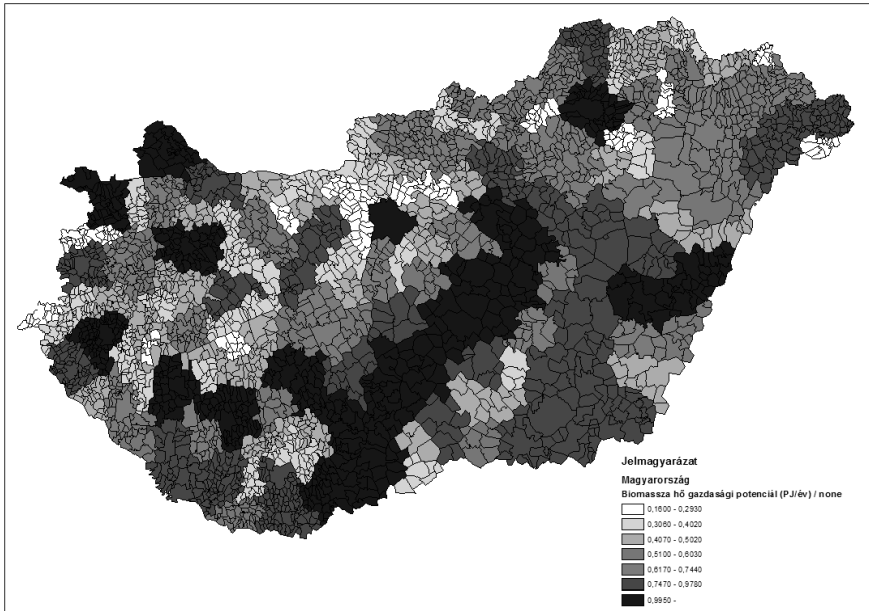 Jelmagyarázat
Magyarország
Biomassza hő gazdasági potenciál (PJ/év) / none
0,1600 - 0,2930
0,3060 - 0,4020
0,4070 - 0,5020
0,5100 - 0,6030
0,6170 - 0,7440
0,7470 - 0,9780
0,9950 -